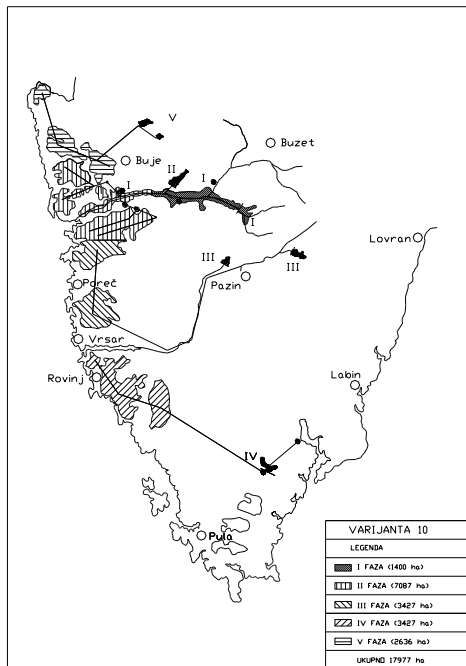 V
Buzet
Buje
II
I
I
I
Lovran
III
III
Poreč
Pazin
Vrsar
Rovinj
Labin
IV
Pula
VARIJANTA 10
LEGENDA
I FAZA (1400 ha)
II FAZA (7087 ha)
III FAZA (3427 ha)
IV FAZA (3427 ha)
V FAZA (2636 ha)
UKUPNO 17977 ha